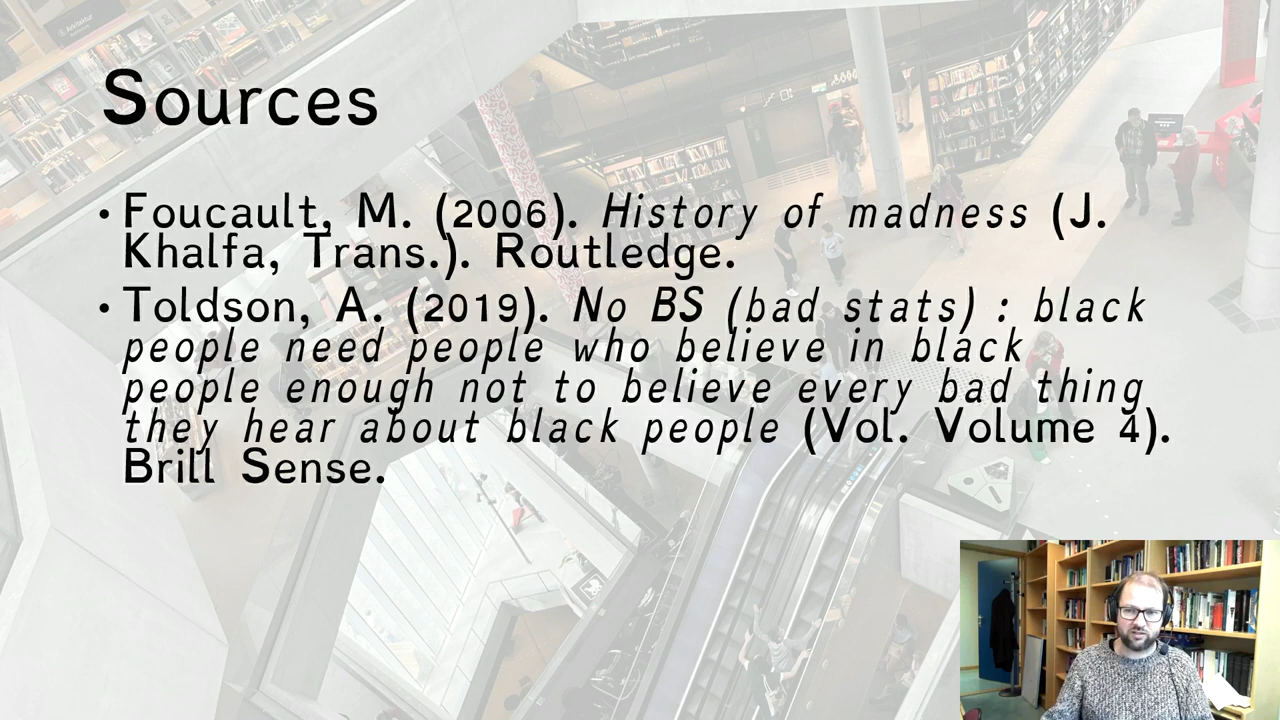 Sources
• Foucault, M. (2006). History of madness (J.
Khalfa, Trans.). Routledge.
• Toldson, A. (2019). No BS (bad stats) : black
people need people who believe in black
people enough not to believe every bad thing
they hear about black people (Vol. Volume 4).
Brill Sense.